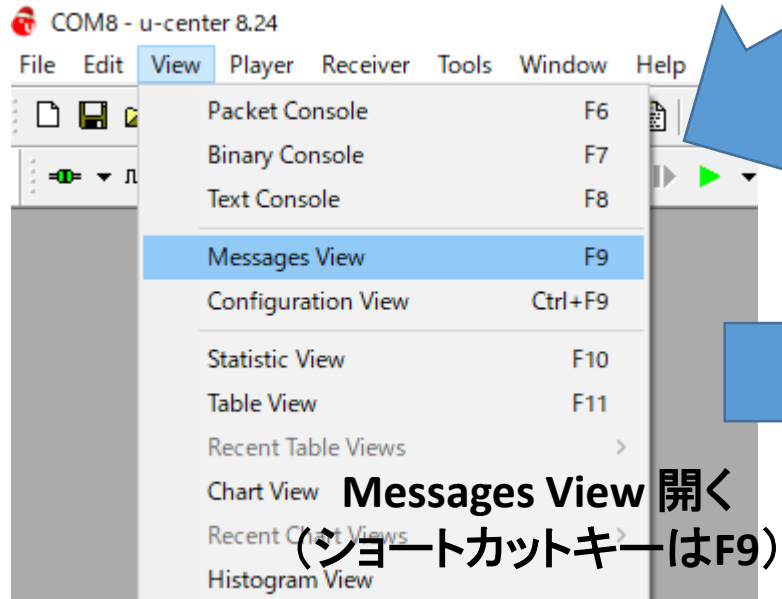 COM8 - u-center 8.24
File Edit View Player Receiver Tools Window Help
Packet Console F6
Binary Console F7
Text Console F8
Messages View F9
Configuration View Ctrl+F9
Statistic View F10
Table View F11
Recent Table Views
Chart View
Messages View 開く
Recent Chart Views
（ショートカットキーはF9）
Histogram View